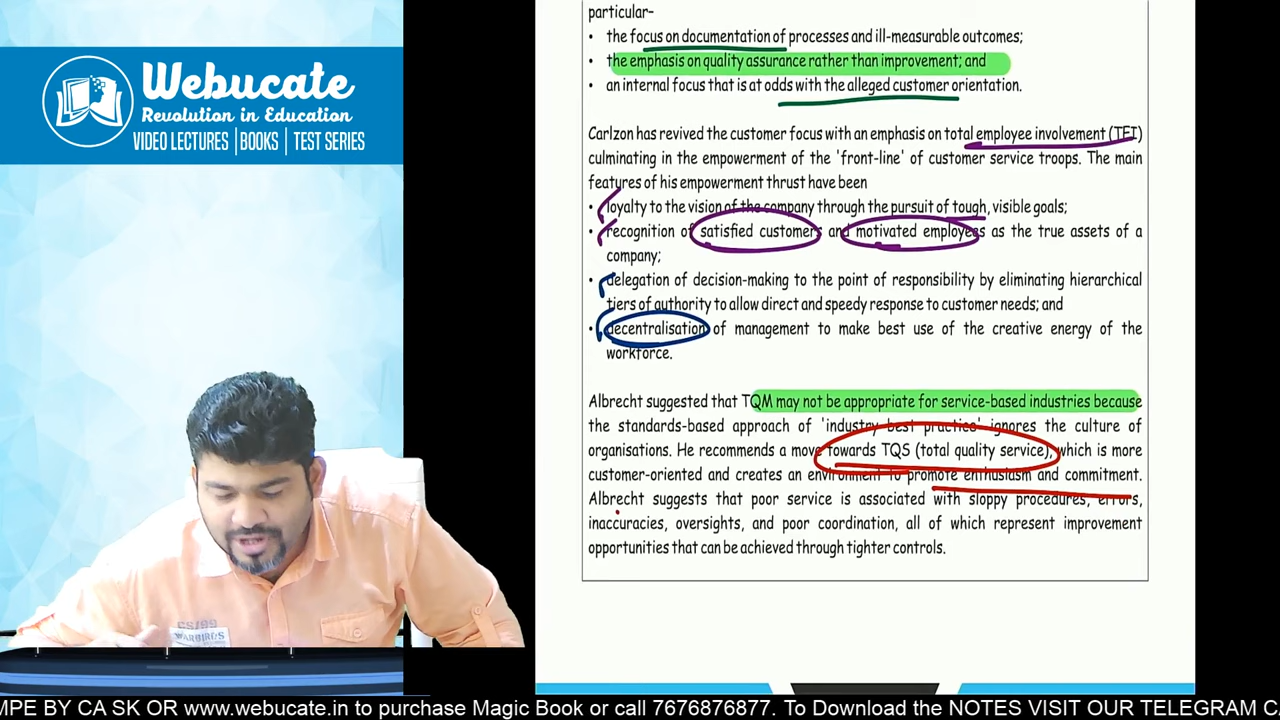 particular–
• the focus on documentation of processes and ill-measurable outcomes;
• the emphasis on quality assurance rather than improvement; and
• an internal focus that is at odds with the alleged customer orientation.
Carlzon has revived the customer focus with an emphasis on total employee involvement (TEI)
culminating in the empowerment of the 'front-line' of customer service troops. The main
features of his empowerment thrust have been
• loyalty to the vision of the company through the pursuit of tough, visible goals;
• recognition of satisfied customers and motivated employees as the true assets of a
company;
• delegation of decision-making to the point of responsibility by eliminating hierarchical
tiers of authority to allow direct and speedy response to customer needs; and
• decentralisation of management to make best use of the creative energy of the
workforce.
Albrecht suggested that TQM may not be appropriate for service-based industries because
the standards-based approach of 'industry best practice' ignores the culture of
organisations. He recommends a move towards TQS (total quality service), which is more
customer-oriented and creates an environment to promote enthusiasm and commitment.
Albrecht suggests that poor service is associated with sloppy procedures, errors,
inaccuracies, oversights, and poor coordination, all of which represent improvement
opportunities that can be achieved through tighter controls.
Webucate
Revolution in Education
VIDEO LECTURES | BOOKS | TEST SERIES
WARBIRDS
MPE BY CA SK OR www.webucate.in to purchase Magic Book or call 7676876877. To Download the NOTES VISIT OUR TELEGRAM CA